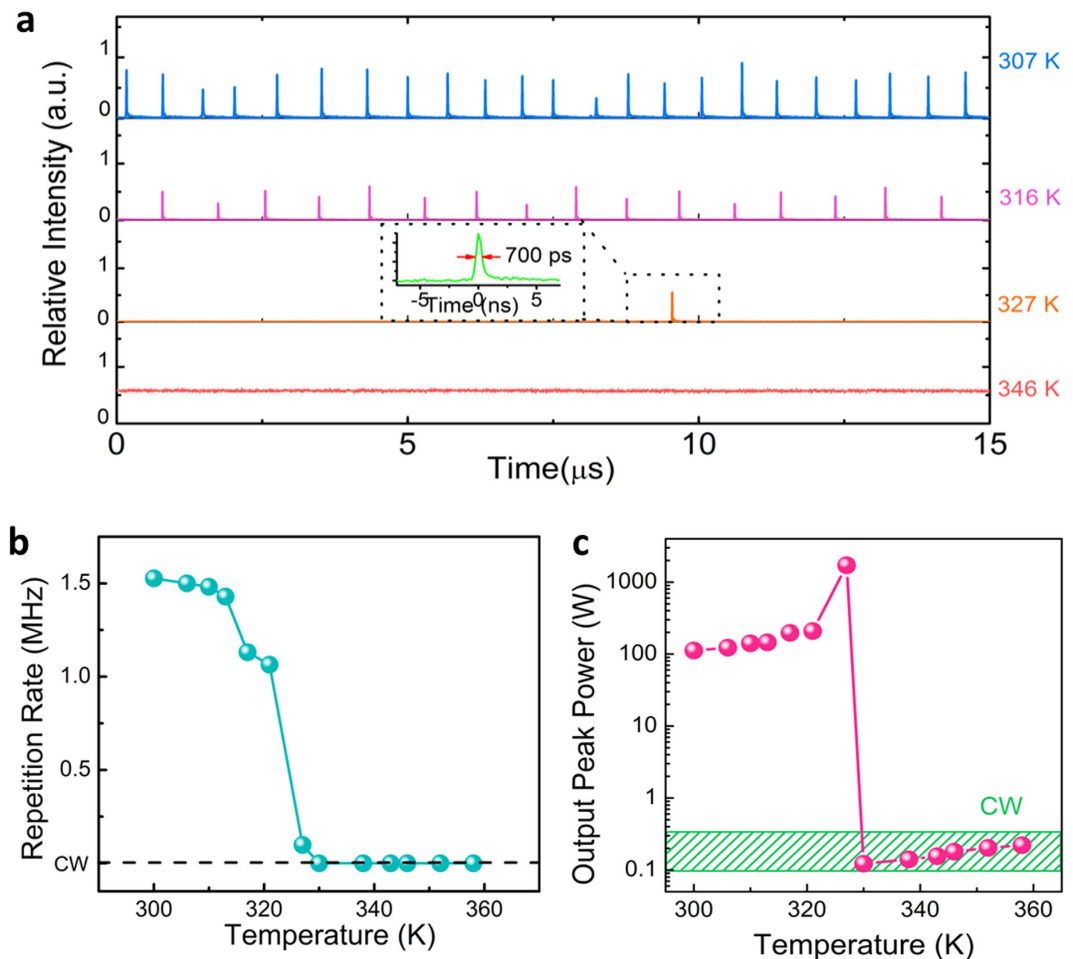 a
Relative Intensity (a.u.)
1
0
307 K
1
0
316 K
1
0
327 K
1
0
346 K
700 ps
-5 0 5
Time (ns)
0 5 10 15
Time(μs)
b
Repetition Rate (MHz)
1.5
1.0
0.5
CW
300 320 340 360
Temperature (K)
c
Output Peak Power (W)
1000
100
10
1
0.1
CW
300 320 340 360
Temperature (K)